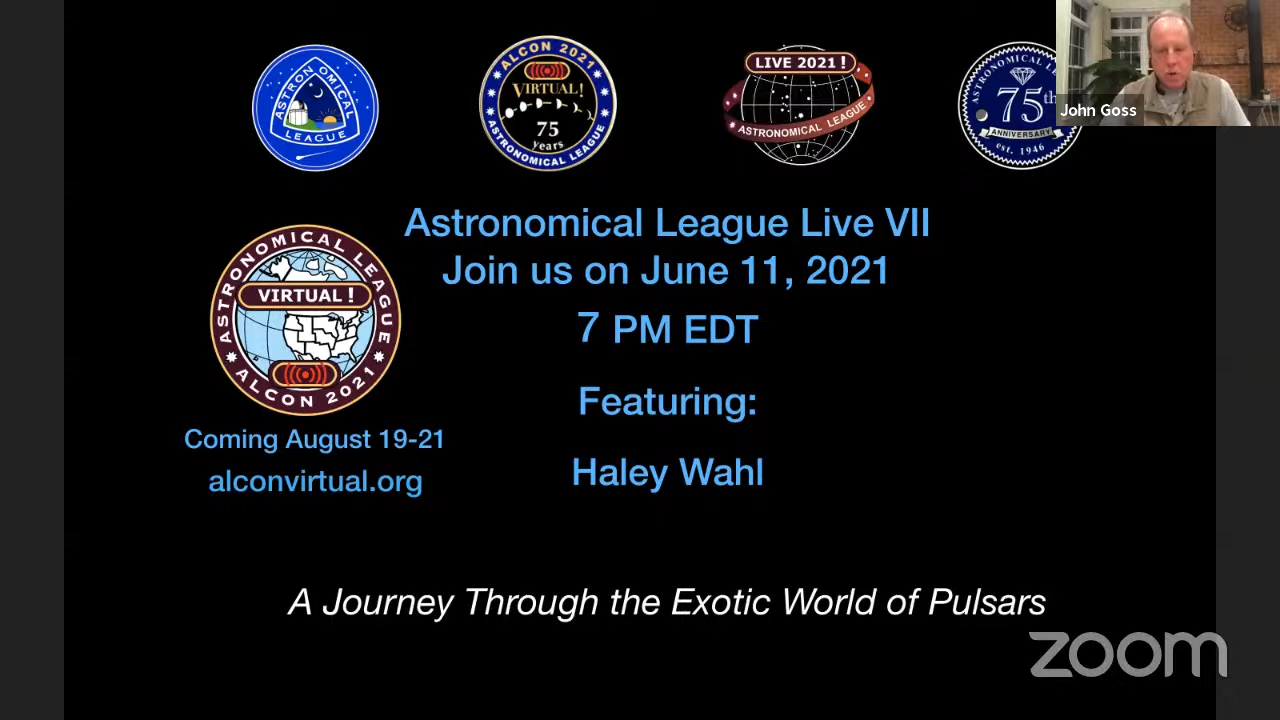 ASTRONOMICAL
LEAGUE
ALCON 2021
VIRTUAL!
75
years
ASTRONOMICAL LEAGUE
LIVE 2021 !
ASTRONOMICAL LEAGUE
ASTRONOMICAL
75th
ANNIVERSARY
est. 1946
John Goss
Astronomical League Live VII
Join us on June 11, 2021
7 PM EDT
Featuring:
Haley Wahl
ASTRONOMICAL LEAGUE
VIRTUAL !
ALCON 2021
Coming August 19-21
alconvirtual.org
A Journey Through the Exotic World of Pulsars
zoom